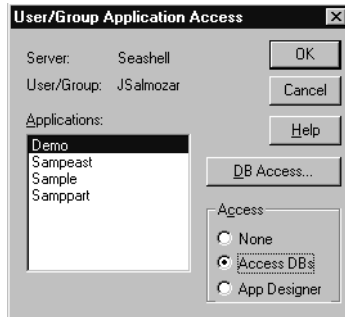 User/Group Application Access
Server: Seashell
User/Group: JSalmozar
Applications:
Demo
Sampeast
Sample
Samppart
OK
Cancel
Help
DB Access...
Access
None
Access DBs
App Designer